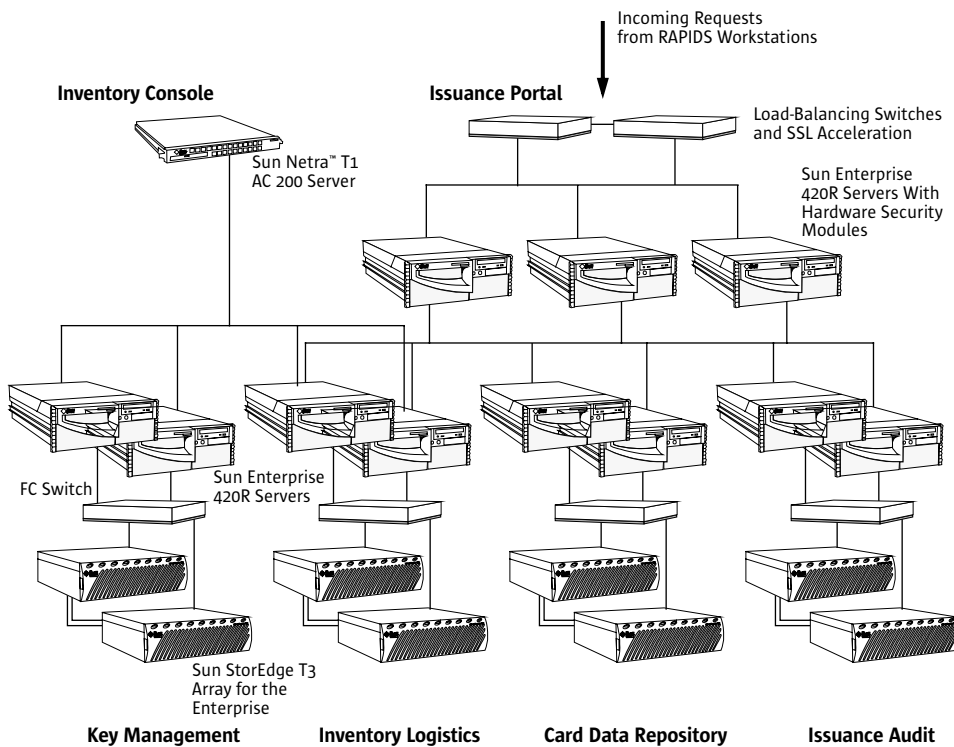 Incoming Requests
from RAPIDS Workstations
Inventory Console
Issuance Portal
Load-Balancing Switches
and SSL Acceleration
Sun Netra™ T1
AC 200 Server
Sun Enterprise
420R Servers With
Hardware Security
Modules
FC Switch
Sun Enterprise
420R Servers
Sun StorEdge T3
Array for the
Enterprise
Key Management
Inventory Logistics
Card Data Repository
Issuance Audit